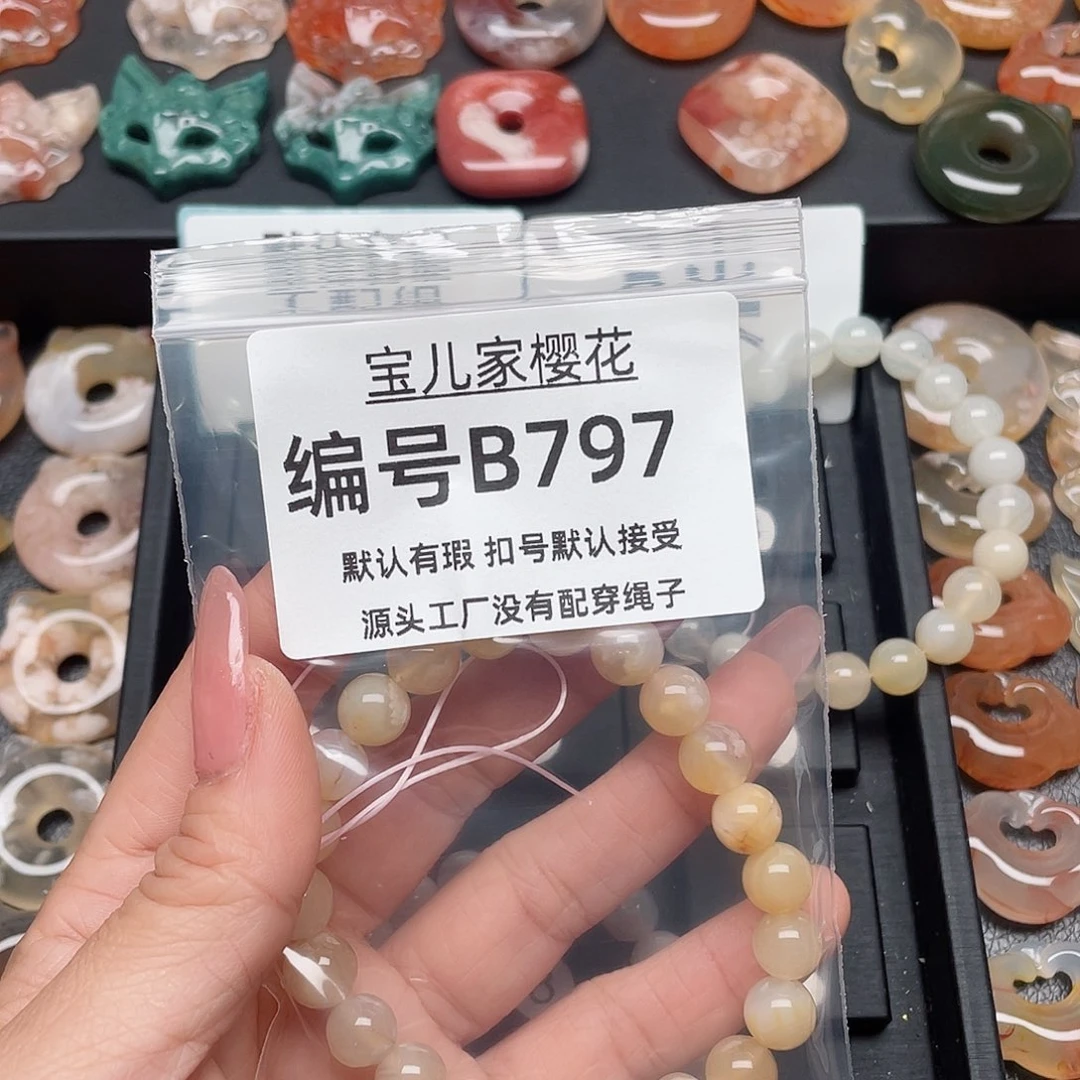 宝儿家樱花
编号B797
默认有瑕 扣号默认接受
源头工厂没有配穿绳子